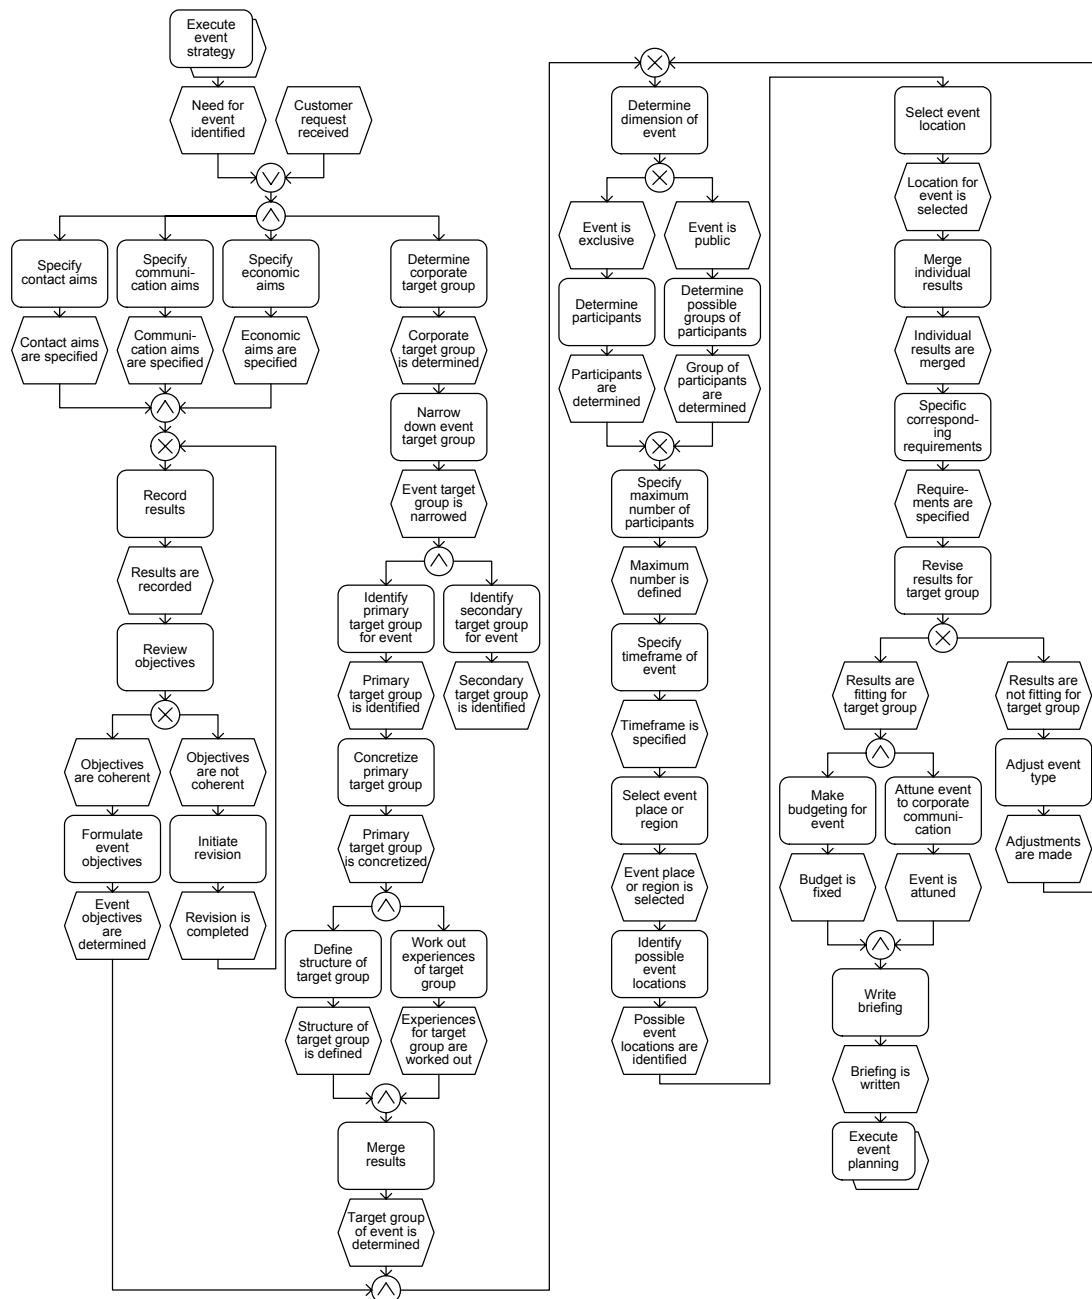 Execute
event
strategy
Need for
event
identified
Customer
request
received
Specify
contact aims
Specify
communi-
cation aims
Specify
economic
aims
Determine
corporate
target group
Contact aims
are specified
Communi-
cation aims
are specified
Economic
aims are
specified
Corporate
target group
is determined
Narrow
down event
target group
Record
results
Event target
group is
narrowed
Results are
recorded
Identify
primary
target group
for event
Identify
secondary
target group
for event
Review
objectives
Primary
target group
is identified
Secondary
target group
is identified
Objectives
are coherent
Objectives
are not
coherent
Concretize
primary
target group
Formulate
event
objectives
Initiate
revision
Primary
target group
is concretized
Event
objectives
are
determined
Revision is
completed
Define
structure of
target group
Work out
experiences
of target
group
Structure of
target group
is defined
Experiences
for target
group are
worked out
Merge
results
Target group
of event is
determined
Determine
dimension of
event
Event is
exclusive
Event is
public
Determine
participants
Determine
possible
groups of
participants
Participants
are
determined
Group of
participants
are
determined
Specify
maximum
number of
participants
Maximum
number is
defined
Specify
timeframe of
event
Timeframe is
specified
Select event
place or
region
Event place
or region is
selected
Identify
possible
event
locations
Possible
event
locations are
identified
Select event
location
Location for
event is
selected
Merge
individual
results
Individual
results are
merged
Specific
correspond-
ing
requirements
Require-
ments are
specified
Revise
results for
target group
Results are
fitting for
target group
Results are
not fitting for
target group
Make
budgeting for
event
Attune event
to corporate
communi-
cation
Adjust event
type
Budget is
fixed
Event is
attuned
Adjustments
are made
Write
briefing
Briefing is
written
Execute
event
planning